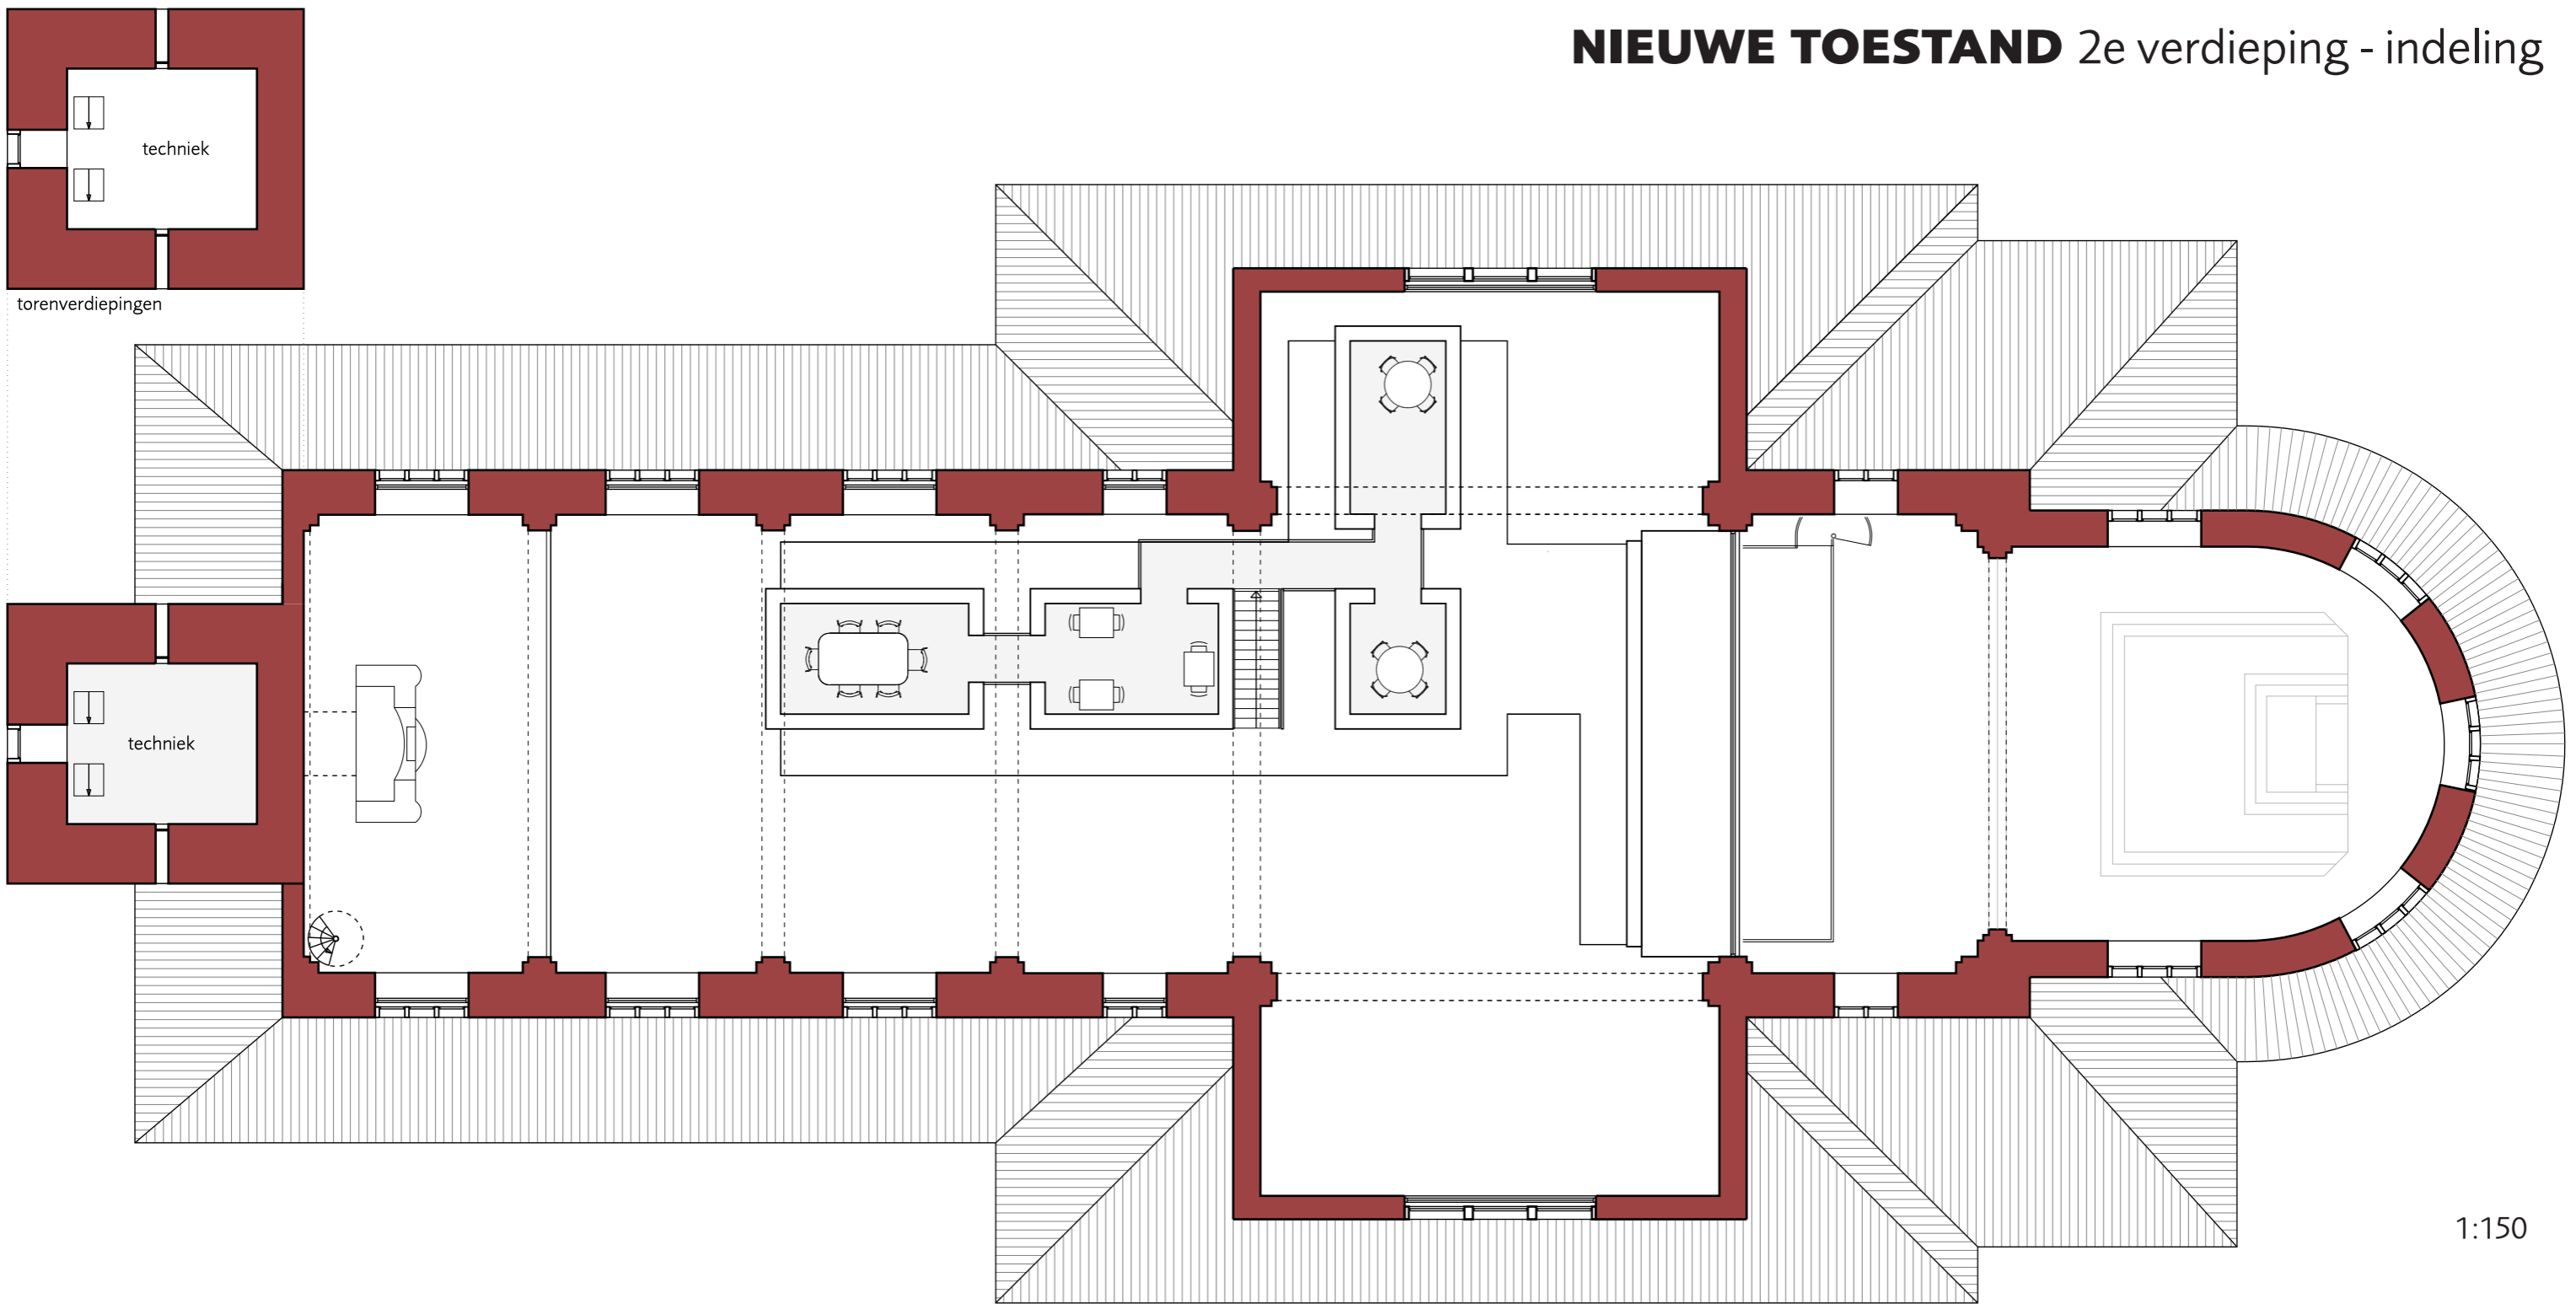 NIEUWE TOESTAND 2e verdieping - indeling
techniek
torenverdiepingen
techniek
1:150